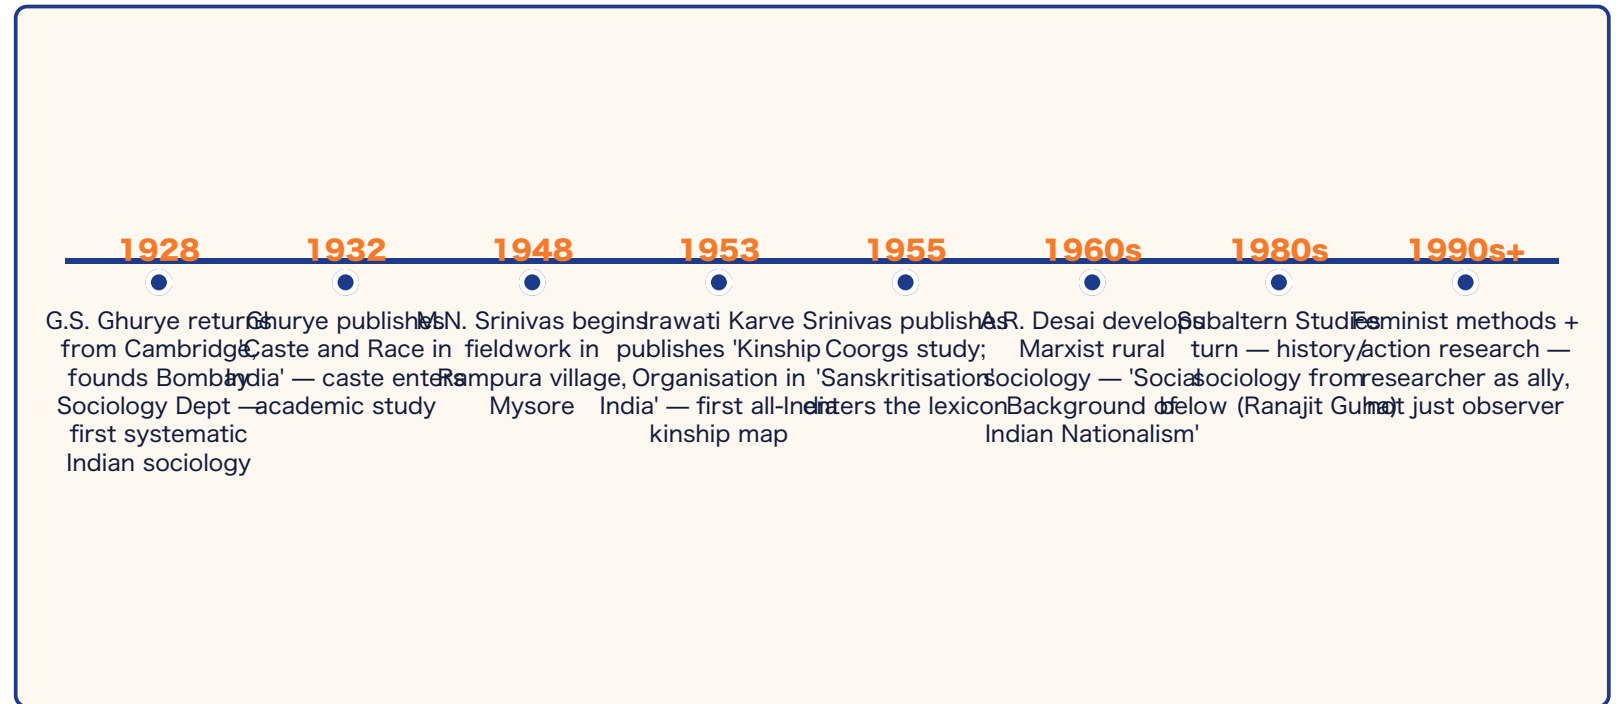 1928
G.S. Ghurye returns
from Cambridge,
founds Bombay
Sociology Dept —
first systematic
Indian sociology
1932
Ghurye publishes
'Caste and Race in
India' — caste enters
academic study
1948
M.N. Srinivas begins
fieldwork in
Rampura village,
Mysore
1953
Irawati Karve
publishes 'Kinship
Organisation in
India' — first all-India
kinship map
1955
Srinivas publishes
Coorgs study;
'Sanskritisation'
enters the lexicon
1960s
A.R. Desai develops
Marxist rural
sociology — 'Social
Background of
Indian Nationalism'
1980s
Subaltern Studies
turn — history/
sociology from
below (Ranajit Guha)
1990s+
Feminist methods +
action research —
researcher as ally,
not just observer